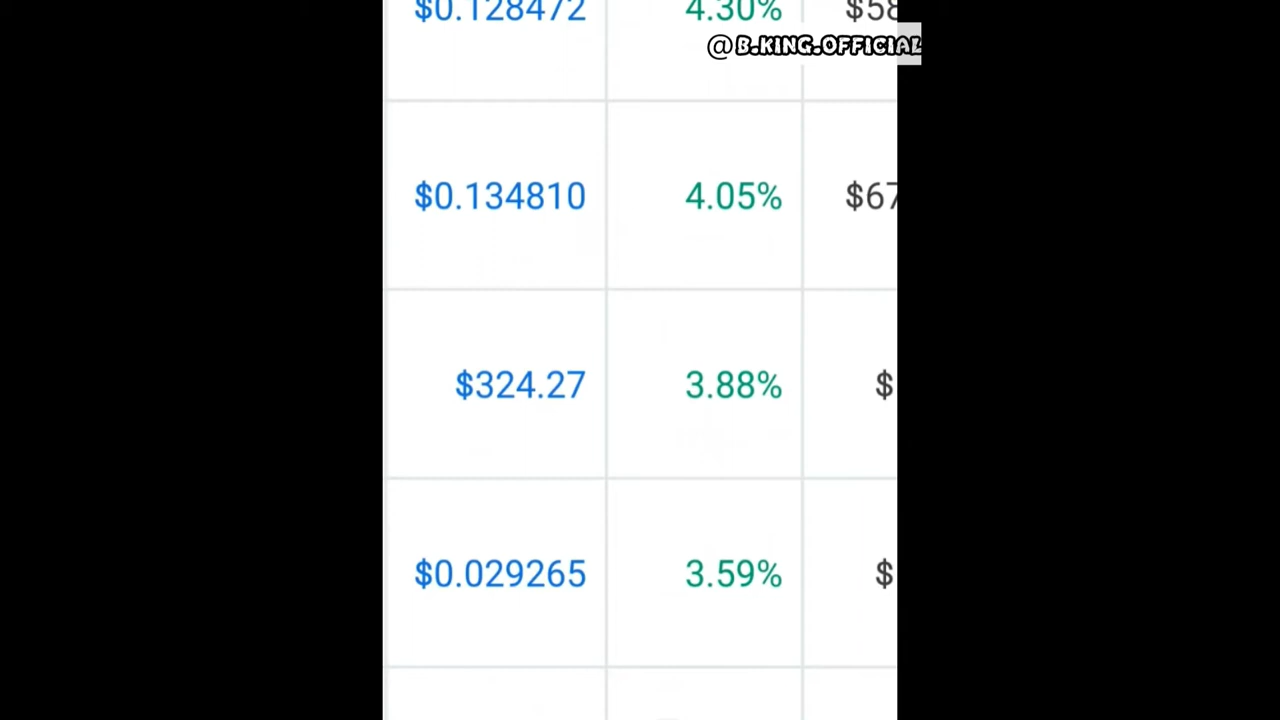 $0.128472 4.30% $58
@B.KING.OFFICIAL
$0.134810 4.05% $67
$324.27 3.88% $
$0.029265 3.59% $